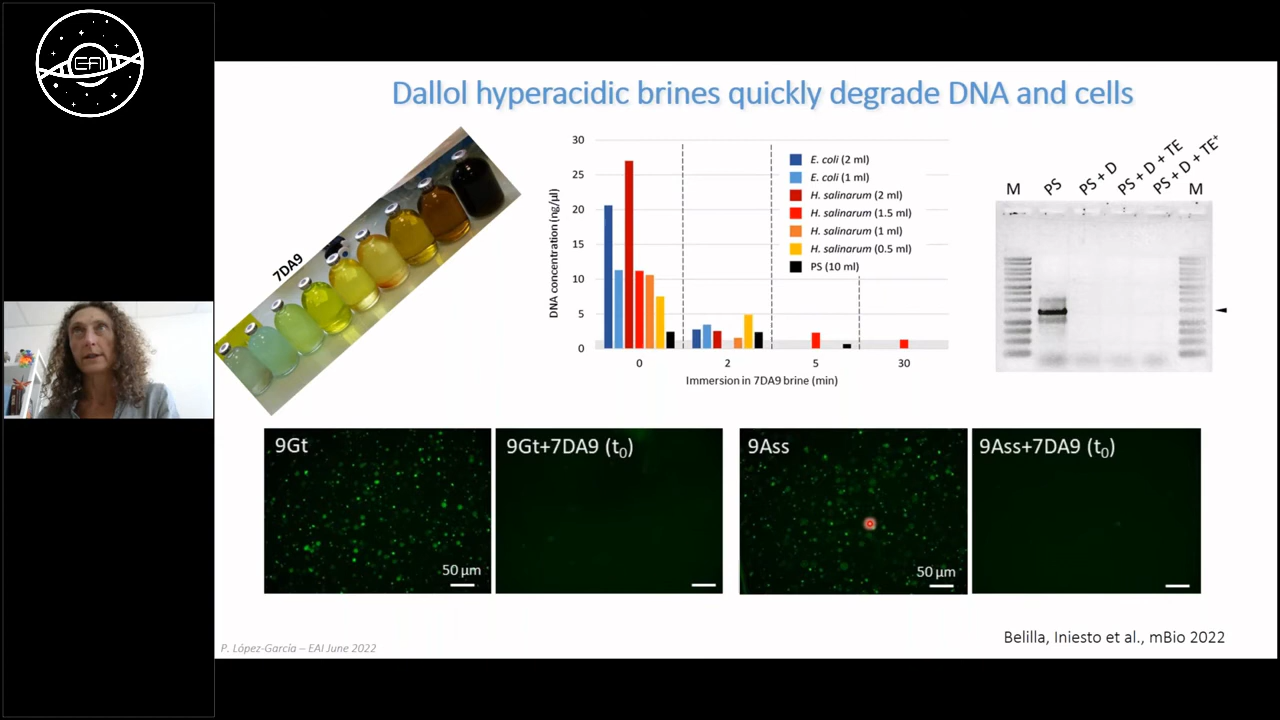 EAI
Dallol hyperacidic brines quickly degrade DNA and cells
7DA9
30
25
20
15
10
5
0
DNA concentration (ng/µl)
0
2
5
30
Immersion in 7DA9 brine (min)
E. coli (2 ml)
E. coli (1 ml)
H. salinarum (2 ml)
H. salinarum (1.5 ml)
H. salinarum (1 ml)
H. salinarum (0.5 ml)
PS (10 ml)
M
PS
PS + D
PS + D + TE
PS + D + TE⁺
M
9Gt
50 µm
9Gt+7DA9 (t₀)
9Ass
50 µm
9Ass+7DA9 (t₀)
Belilla, Iniesto et al., mBio 2022
P. López-García – EAI June 2022